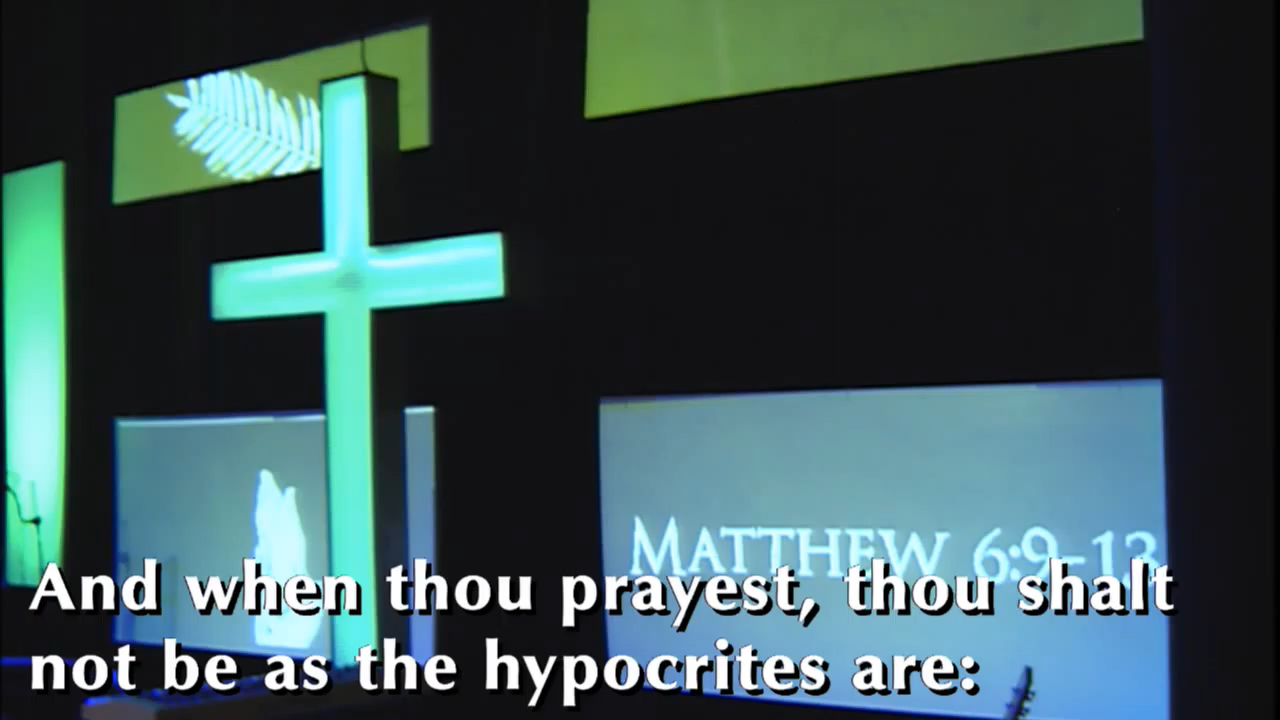 MATTHEW 6:9-13
And when thou prayest, thou shalt
not be as the hypocrites are: